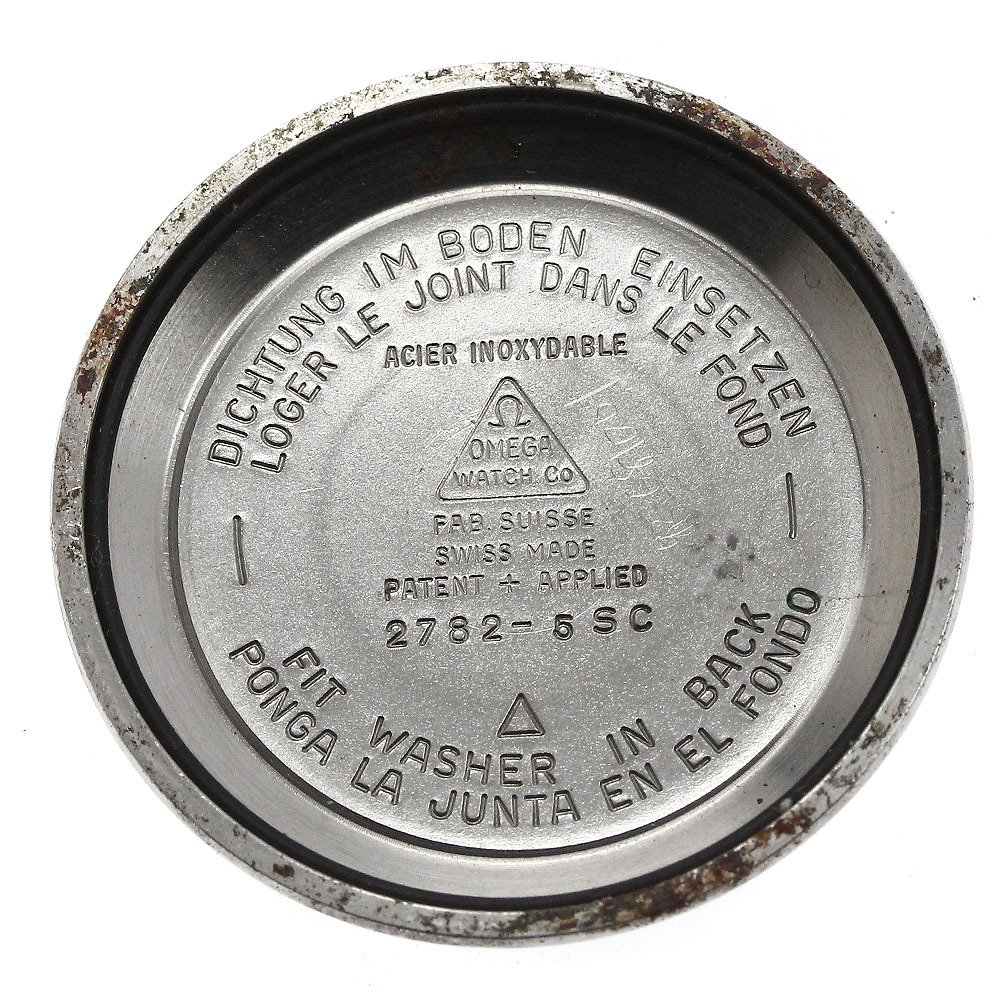 DICHTUNG IM BODEN EINSETZEN
LOGER LE JOINT DANS LE FOND
ACIER INOXYDABLE
Ω
OMEGA
WATCH Co
FAB. SUISSE
SWISS MADE
PATENT + APPLIED
2782-5 SC
FIT WASHER IN BACK
PONGA LA JUNTA EN EL FONDO